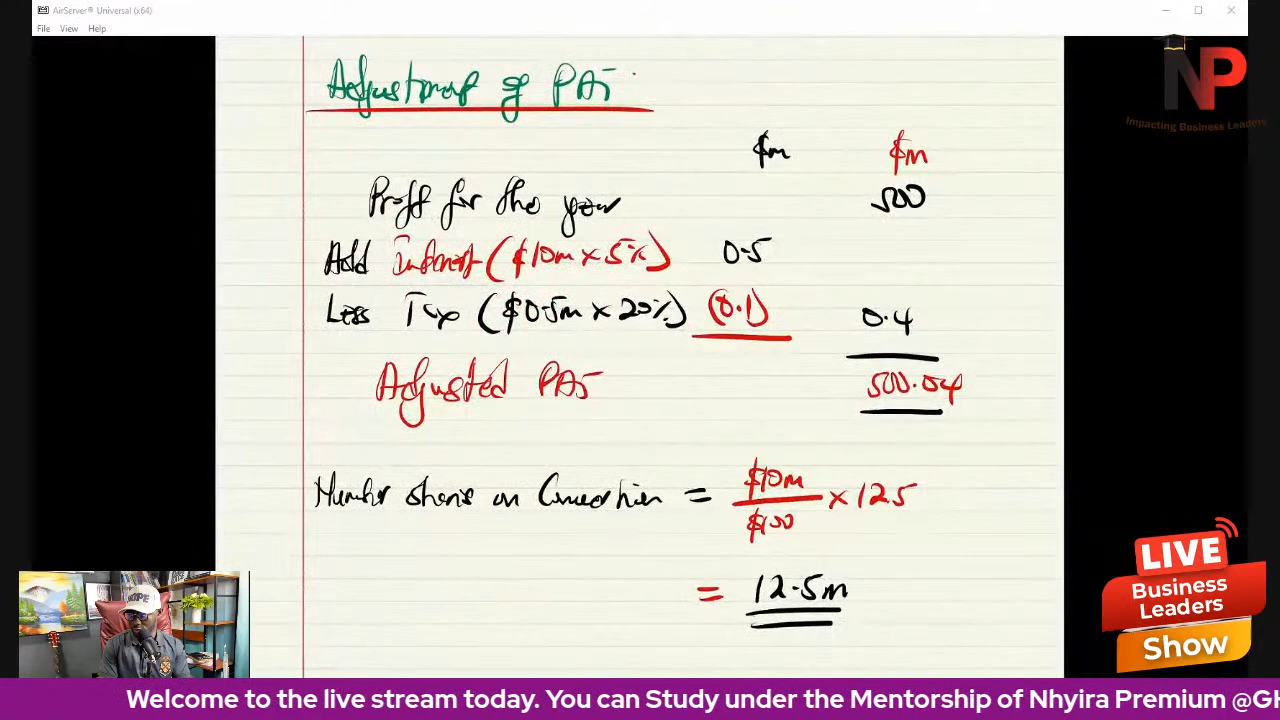 AirServer® Universal (x64)
File View Help
NP
Impacting Business Leaders
Adjustment of PAT
$m $m
Profit for the year 500
Add Interest ($10m x 5%) 0.5
Less Tax ($0.5m x 20%) (0.1) 0.4
Adjusted PAT 500.04
Number shares on Conversion = $10m / $100 x 125
= 12.5m
HOPE
LIVE
Business
Leaders
Show
Welcome to the live stream today. You can Study under the Mentorship of Nhyira Premium @GH